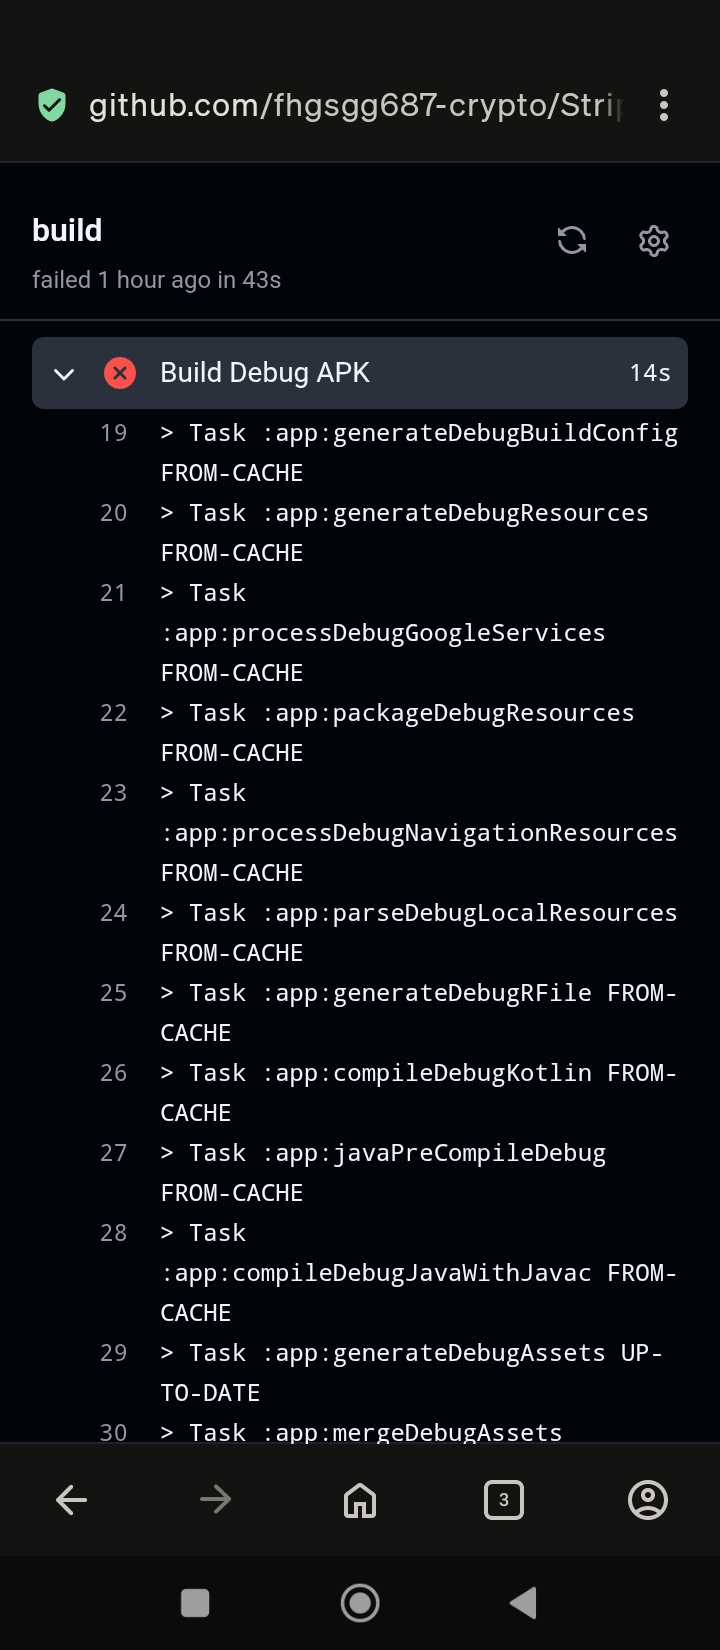 github.com/fhgsgg687-crypto/Strip
build
failed 1 hour ago in 43s
Build Debug APK 14s
19 > Task :app:generateDebugBuildConfig
FROM-CACHE
20 > Task :app:generateDebugResources
FROM-CACHE
21 > Task
:app:processDebugGoogleServices
FROM-CACHE
22 > Task :app:packageDebugResources
FROM-CACHE
23 > Task
:app:processDebugNavigationResources
FROM-CACHE
24 > Task :app:parseDebugLocalResources
FROM-CACHE
25 > Task :app:generateDebugRFile FROM-
CACHE
26 > Task :app:compileDebugKotlin FROM-
CACHE
27 > Task :app:javaPreCompileDebug
FROM-CACHE
28 > Task
:app:compileDebugJavaWithJavac FROM-
CACHE
29 > Task :app:generateDebugAssets UP-
TO-DATE
30 > Task :app:mergeDebugAssets
3